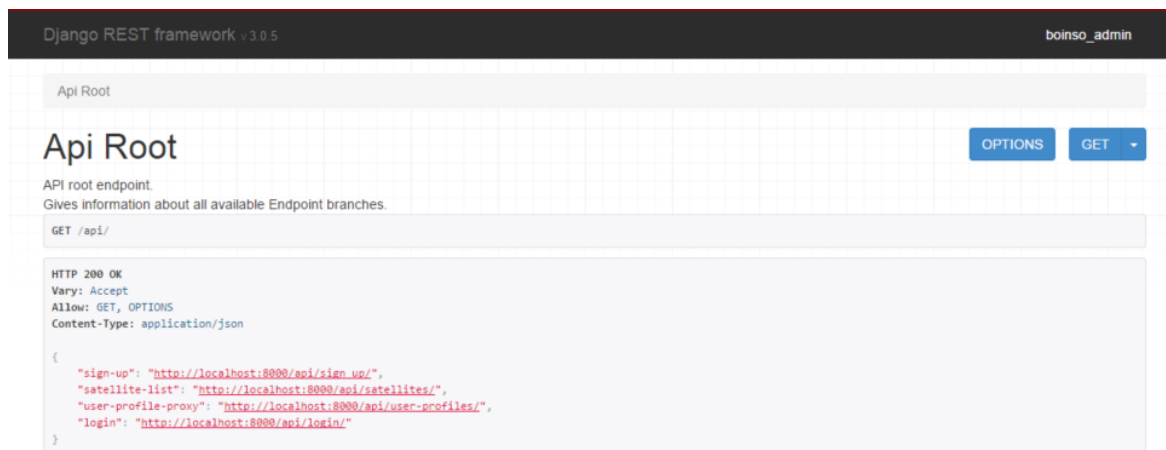 Django REST framework v 3.0.5
boinso_admin
Api Root
Api Root
OPTIONS
GET
API root endpoint.
Gives information about all available Endpoint branches.
GET /api/
HTTP 200 OK
Vary: Accept
Allow: GET, OPTIONS
Content-Type: application/json
{
"sign-up": "http://localhost:8000/api/sign_up/",
"satellite-list": "http://localhost:8000/api/satellites/",
"user-profile-proxy": "http://localhost:8000/api/user-profiles/",
"login": "http://localhost:8000/api/login/"
}